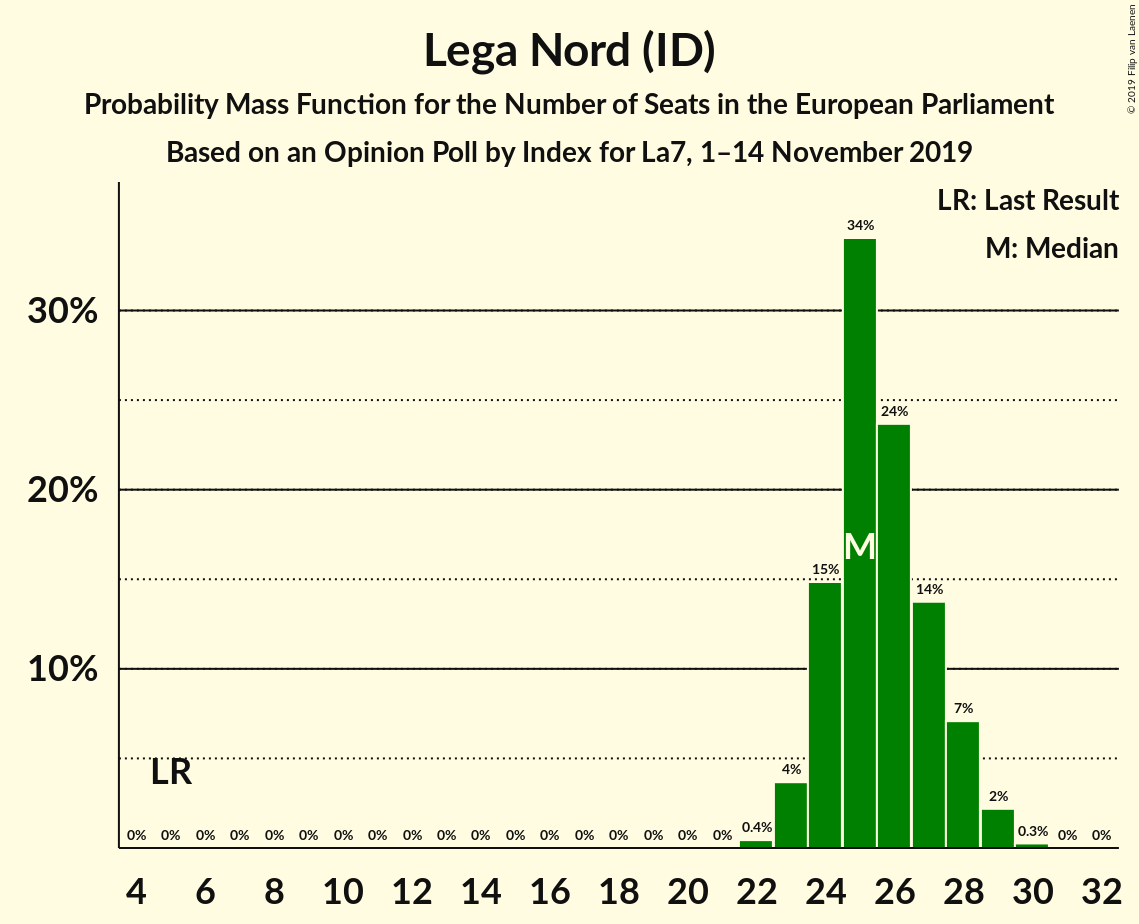 Lega Nord (ID)
Probability Mass Function for the Number of Seats in the European Parliament
Based on an Opinion Poll by Index for La7, 1–14 November 2019
© 2019 Filip van Laenen
LR: Last Result
M: Median
34%
30%
24%
20%
M
15%
14%
10%
7%
LR
4%
2%
0% 0% 0% 0% 0% 0% 0% 0% 0% 0% 0% 0% 0% 0% 0% 0% 0% 0% 0.4% 0.3% 0% 0%
4 6 8 10 12 14 16 18 20 22 24 26 28 30 32